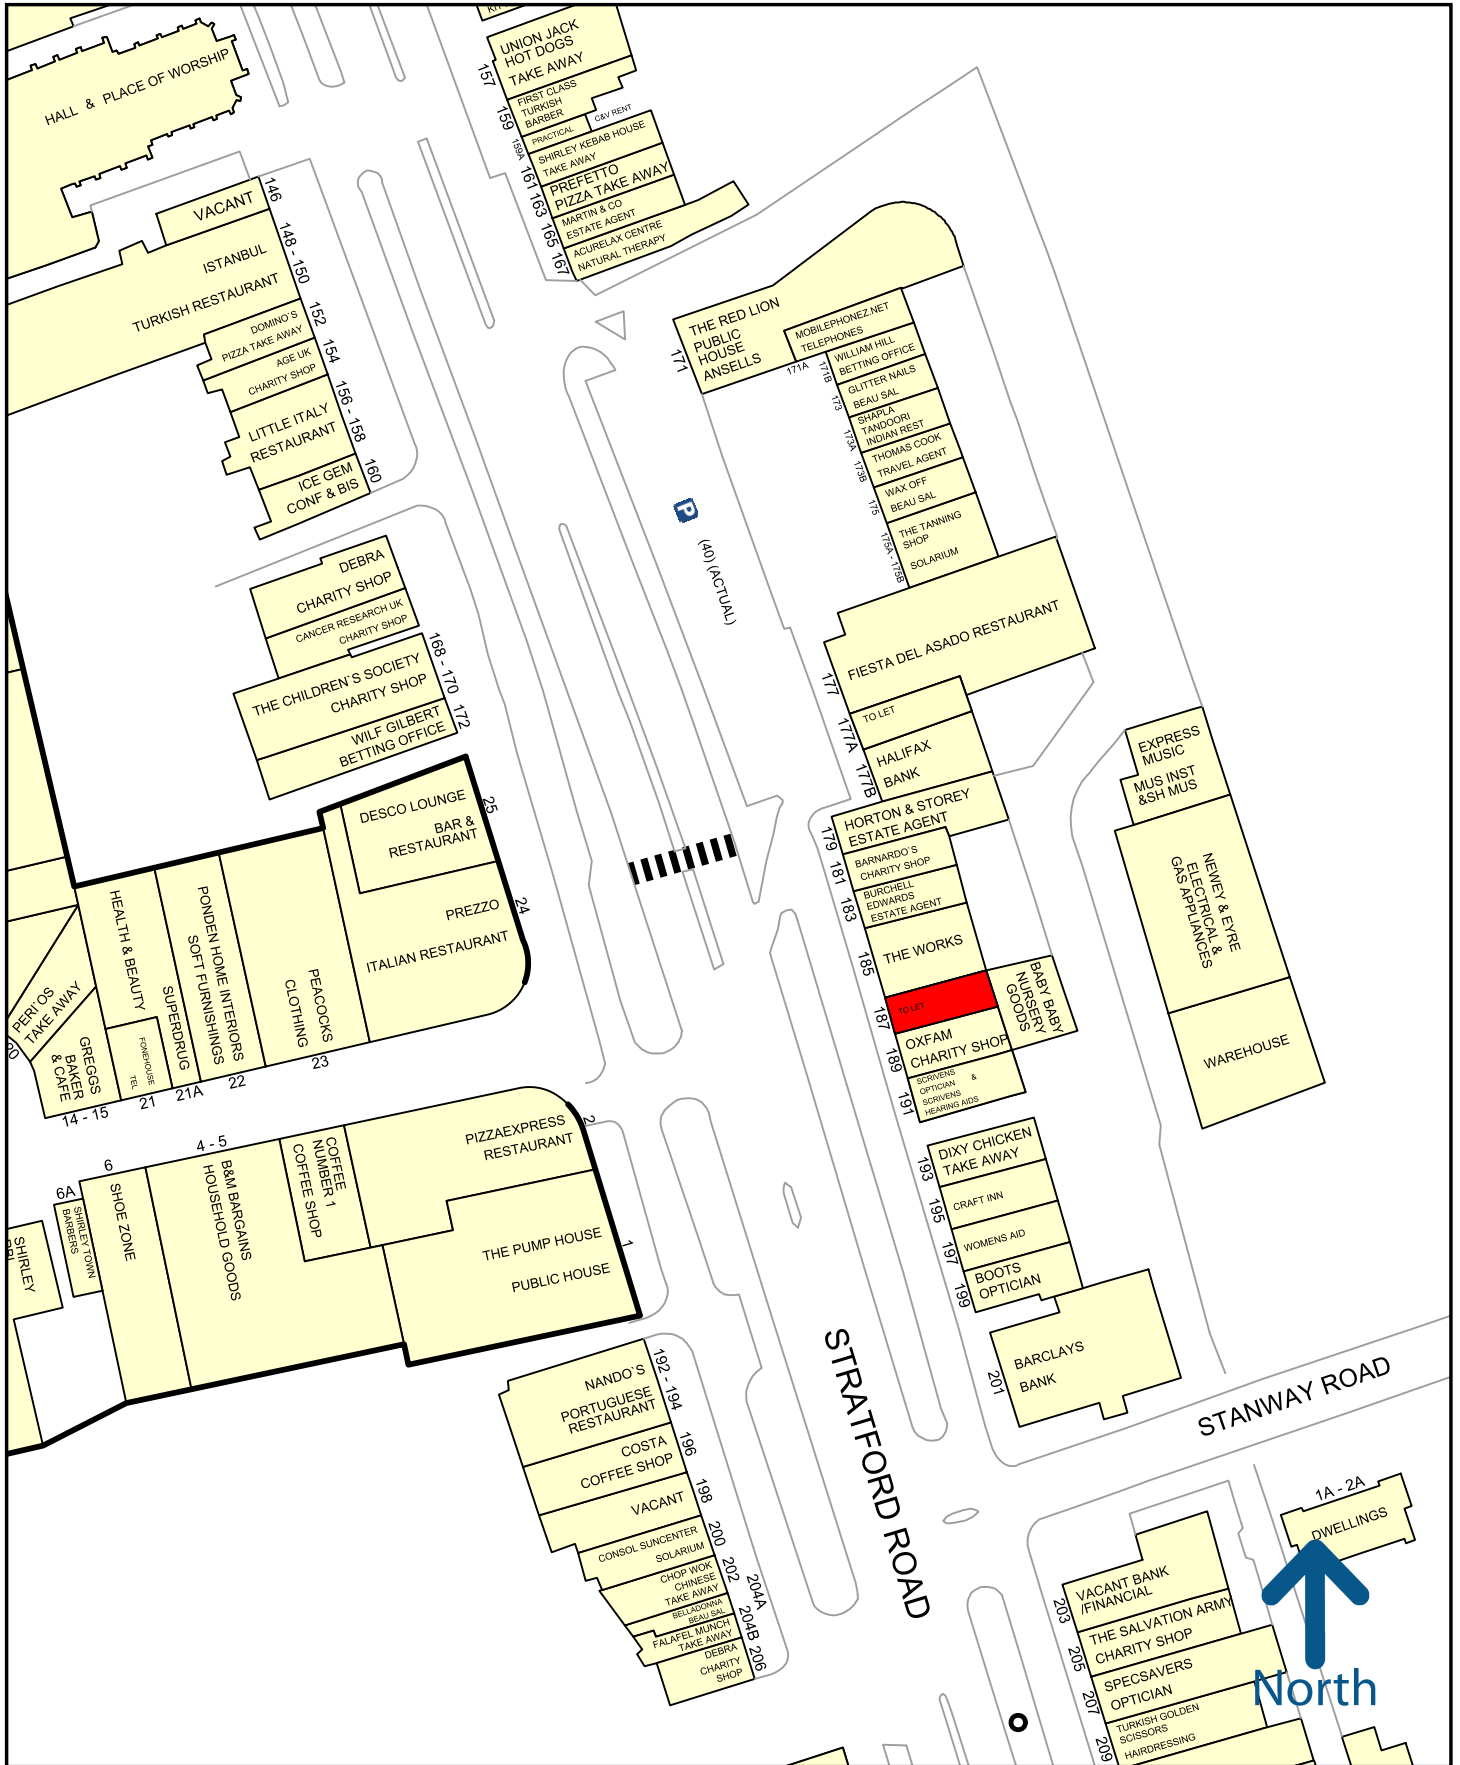 UNION JACK
HOT DOGS
TAKE AWAY
157
FIRST CLASS
TURKISH
BARBER
159
PRACTICAL
C&V RENT
159A
SHIRLEY KEBAB HOUSE
TAKE AWAY
161
PREFETTO
PIZZA TAKE AWAY
163
MARTIN & CO
ESTATE AGENT
165
ACURELAX CENTRE
NATURAL THERAPY
167
HALL & PLACE OF WORSHIP
VACANT
146
ISTANBUL
TURKISH RESTAURANT
148 - 150
DOMINO`S
PIZZA TAKE AWAY
152
AGE UK
CHARITY SHOP
154
LITTLE ITALY
RESTAURANT
156 - 158
ICE GEM
CONF & BIS
160
THE RED LION
PUBLIC
HOUSE
ANSELLS
171
MOBILEPHONEZ.NET
TELEPHONES
171A
WILLIAM HILL
BETTING OFFICE
171B
GLITTER NAILS
BEAU SAL
173
SHAPLA
TANDOORI
INDIAN REST
173A
THOMAS COOK
TRAVEL AGENT
173B
WAX OFF
BEAU SAL
175
THE TANNING
SHOP
SOLARIUM
175A - 175B
P
(40) (ACTUAL)
DEBRA
CHARITY SHOP
CANCER RESEARCH UK
CHARITY SHOP
THE CHILDREN`S SOCIETY
CHARITY SHOP
168 - 170
WILF GILBERT
BETTING OFFICE
172
FIESTA DEL ASADO RESTAURANT
177
TO LET
177A
HALIFAX
BANK
177B
HORTON & STOREY
ESTATE AGENT
179
BARNARDO`S
CHARITY SHOP
181
BURCHELL
EDWARDS
ESTATE AGENT
183
THE WORKS
185
TO LET
187
BABY BABY
NURSERY
GOODS
OXFAM
CHARITY SHOP
189
SCRIVENS
OPTICIAN &
SCRIVENS
HEARING AIDS
191
EXPRESS
MUSIC
MUS INST
&SH MUS
NEWEY & EYRE
ELECTRICAL &
GAS APPLIANCES
WAREHOUSE
DESCO LOUNGE
BAR &
RESTAURANT
25
PREZZO
ITALIAN RESTAURANT
24
PEACOCKS
CLOTHING
23
PONDEN HOME INTERIORS
SOFT FURNISHINGS
22
HEALTH & BEAUTY
SUPERDRUG
21A
FONEHOUSE
TEL
21
PERI`OS
TAKE AWAY
GREGGS
BAKER
& CAFE
14 - 15
PIZZAEXPRESS
RESTAURANT
2
THE PUMP HOUSE
PUBLIC HOUSE
1
COFFEE
NUMBER 1
COFFEE SHOP
4 - 5
B&M BARGAINS
HOUSEHOLD GOODS
6
SHOE ZONE
6A
SHIRLEY TOWN
BARBERS
SHIRLEY
DIXY CHICKEN
TAKE AWAY
193
CRAFT INN
195
WOMENS AID
197
BOOTS
OPTICIAN
199
BARCLAYS
BANK
201
STRATFORD ROAD
STANWAY ROAD
NANDO`S
PORTUGUESE
RESTAURANT
192 - 194
COSTA
COFFEE SHOP
196
VACANT
198
CONSOL SUNCENTER
SOLARIUM
200
CHOP WOK
CHINESE
TAKE AWAY
202
BELLADONNA
BEAU SAL
204A
FALAFEL MUNCH
TAKE AWAY
204B
DEBRA
CHARITY
SHOP
206
1A - 2A
DWELLINGS
VACANT BANK
/FINANCIAL
203
THE SALVATION ARMY
CHARITY SHOP
205
SPECSAVERS
OPTICIAN
207
TURKISH GOLDEN
SCISSORS
HAIRDRESSING
209
North